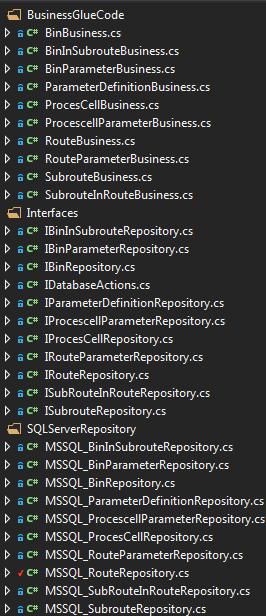 BusinessGlueCode
C# BinBusiness.cs
C# BinInSubrouteBusiness.cs
C# BinParameterBusiness.cs
C# ParameterDefinitionBusiness.cs
C# ProcesCellBusiness.cs
C# ProcescellParameterBusiness.cs
C# RouteBusiness.cs
C# RouteParameterBusiness.cs
C# SubrouteBusiness.cs
C# SubrouteInRouteBusiness.cs
Interfaces
C# IBinInSubrouteRepository.cs
C# IBinParameterRepository.cs
C# IBinRepository.cs
C# IDatabaseActions.cs
C# IParameterDefinitionRepository.cs
C# IProcescellParameterRepository.cs
C# IProcesCellRepository.cs
C# IRouteParameterRepository.cs
C# IRouteRepository.cs
C# ISubRouteInRouteRepository.cs
C# ISubrouteRepository.cs
SQLServerRepository
C# MSSQL_BinInSubrouteRepository.cs
C# MSSQL_BinParameterRepository.cs
C# MSSQL_BinRepository.cs
C# MSSQL_ParameterDefinitionRepository.cs
C# MSSQL_ProcescellParameterRepository.cs
C# MSSQL_ProcesCellRepository.cs
C# MSSQL_RouteParameterRepository.cs
C# MSSQL_RouteRepository.cs
C# MSSQL_SubRouteInRouteRepository.cs
C# MSSQL_SubrouteRepository.cs